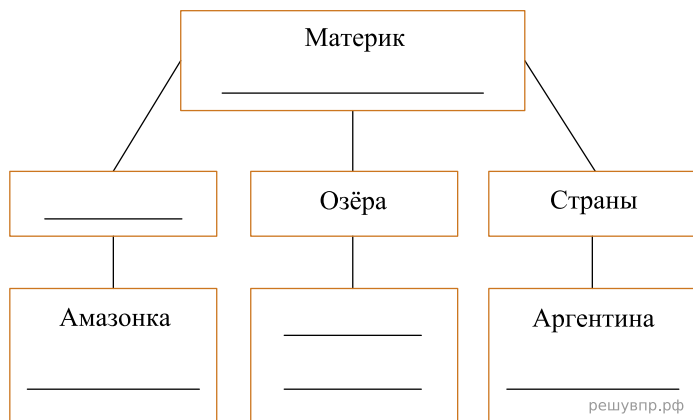 Материк
Озёра
Страны
Амазонка
Аргентина
решувпр.рф